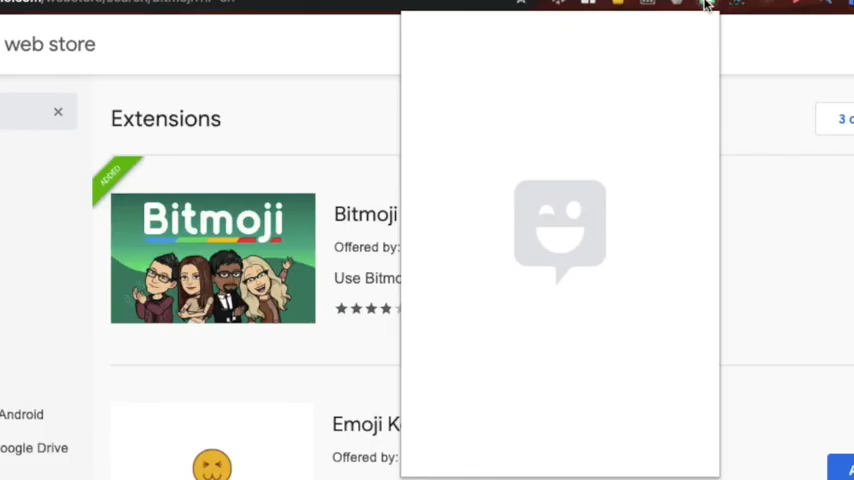 web store
Extensions
3 o
ADDED
Bitmoji
Bitmoji
Offered by:
Use Bitmo
Emoji K
Offered by:
Android
oogle Drive
A